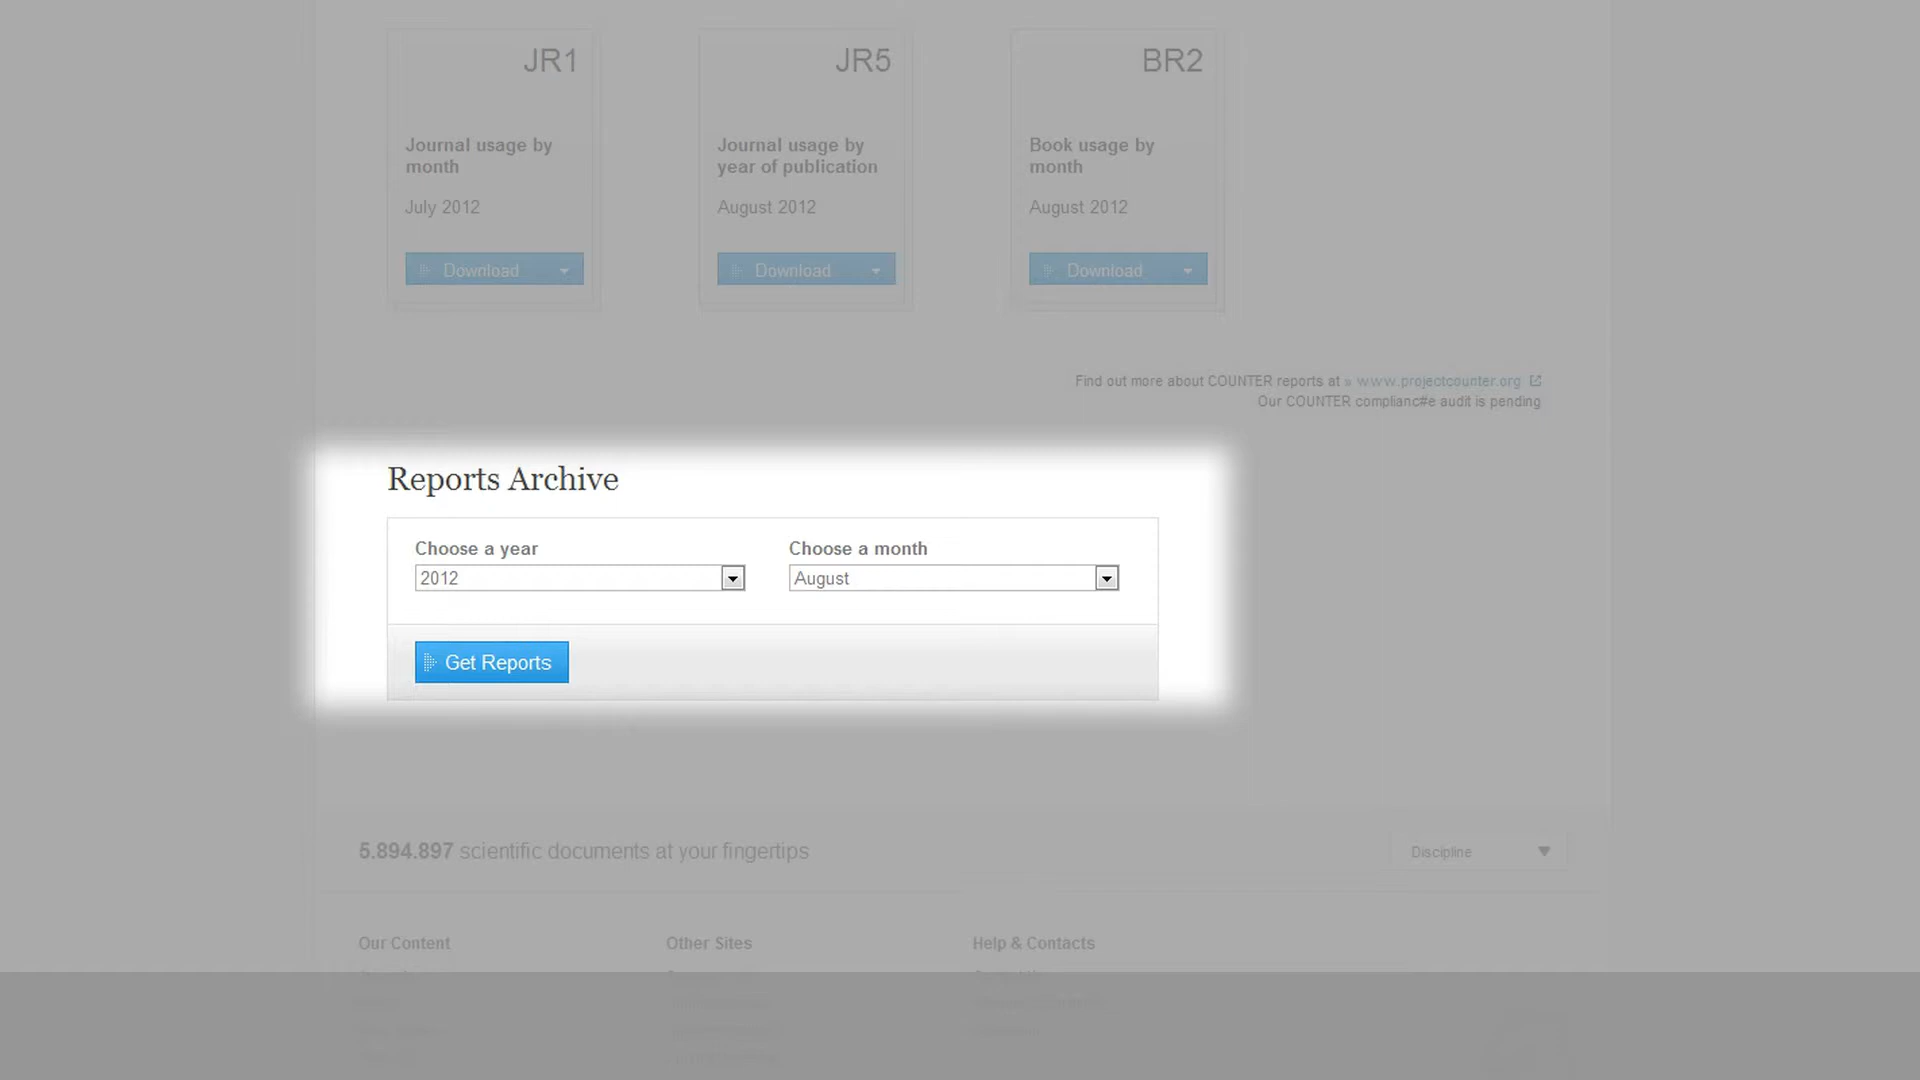 JR1
Journal usage by
month
July 2012
Download
JR5
Journal usage by
year of publication
August 2012
Download
BR2
Book usage by
month
August 2012
Download
Find out more about COUNTER reports at » www.projectcounter.org
Our COUNTER complianc#e audit is pending
Reports Archive
Choose a year
2012
Choose a month
August
Get Reports
5.894.897 scientific documents at your fingertips
Discipline
Our Content
Other Sites
Help & Contacts